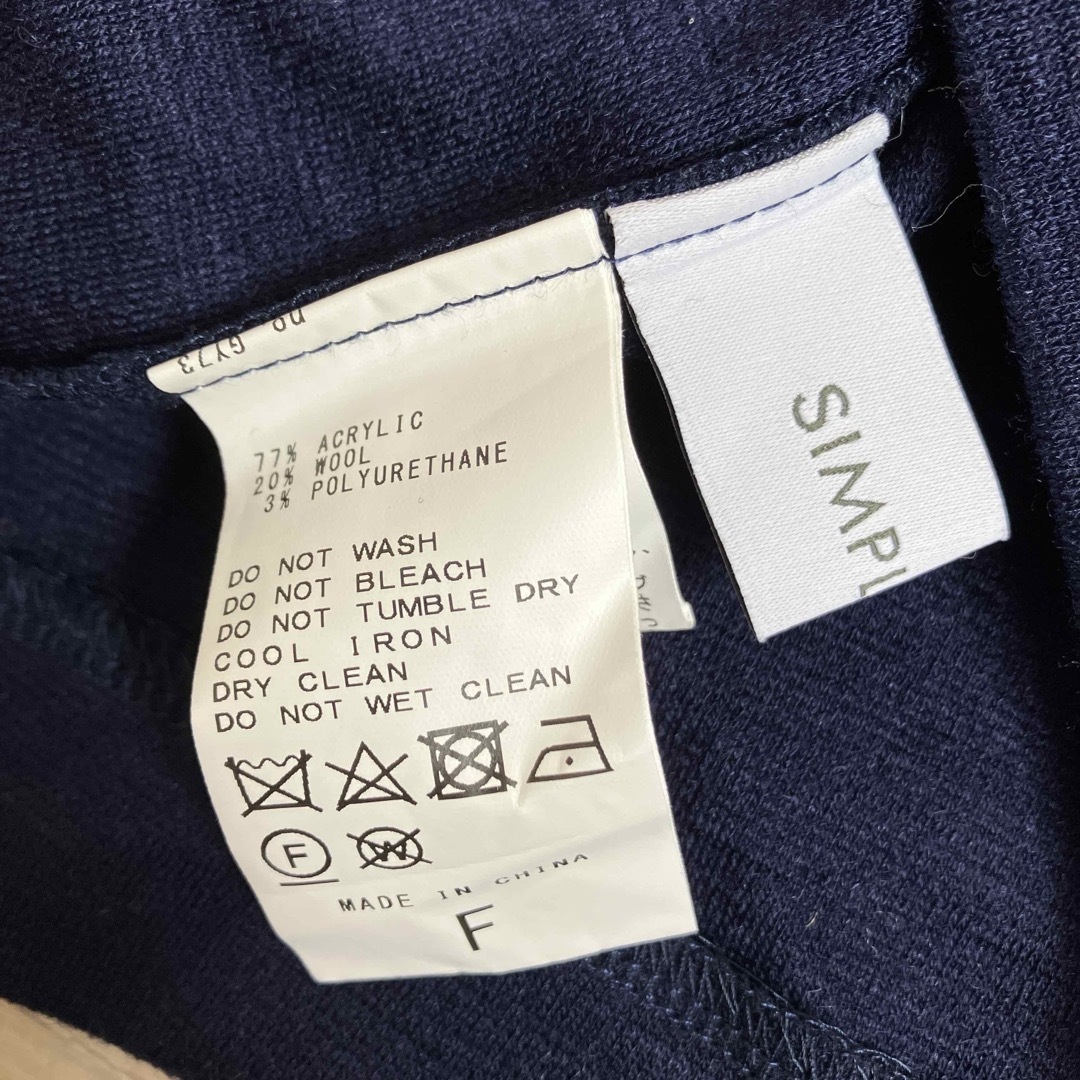 GY73
77% ACRYLIC
20% WOOL
3% POLYURETHANE
DO NOT WASH
DO NOT BLEACH
DO NOT TUMBLE DRY
COOL IRON
DRY CLEAN
DO NOT WET CLEAN
F W
MADE IN CHINA
F
SIMPL